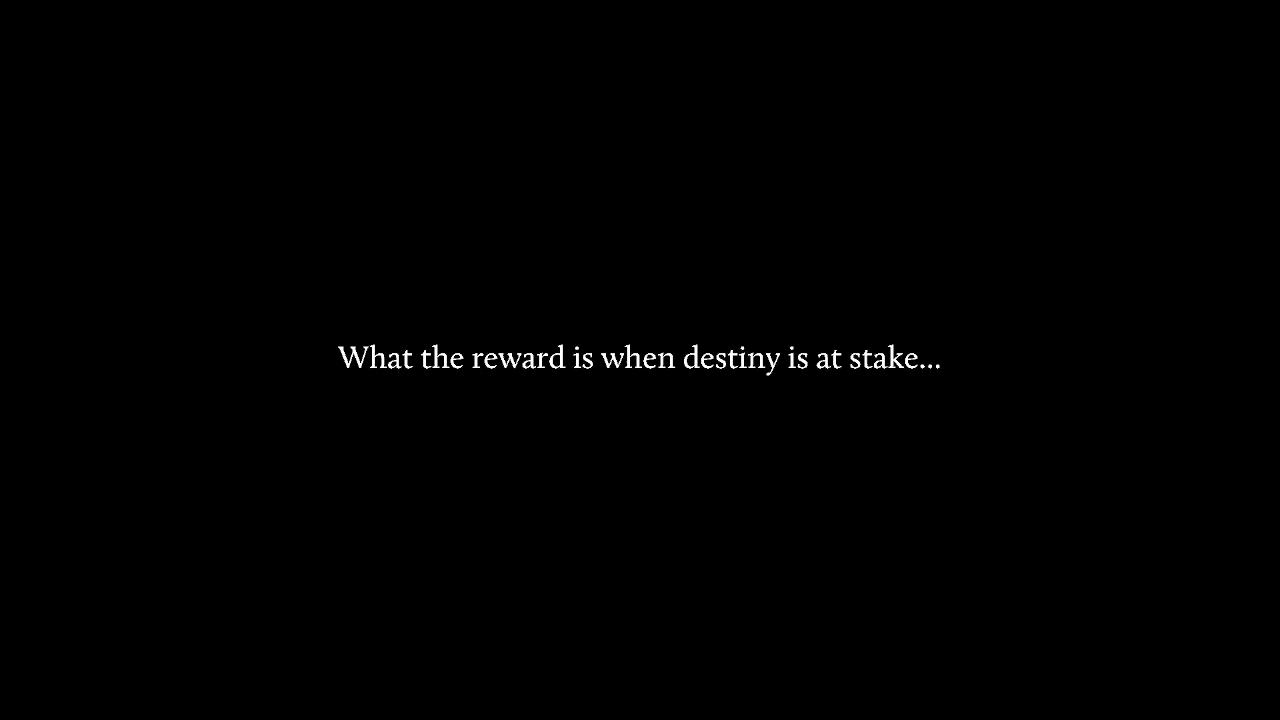 What the reward is when destiny is at stake...